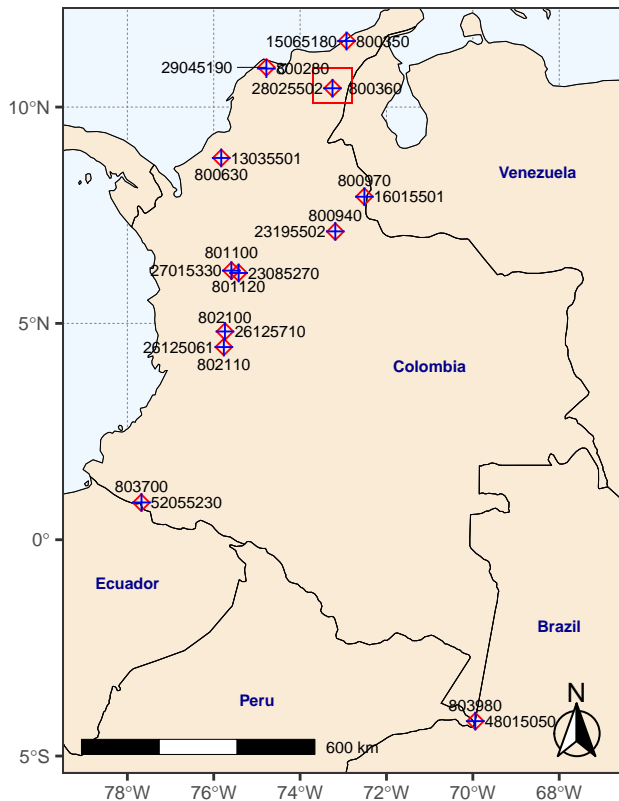 15065180 800350
29045190 800280
10°N
28025502 800360
13035501
800630
Venezuela
800970
16015501
800940
23195502
801100
27015330 23085270
801120
5°N
802100
26125710
26125061
802110
Colombia
803700
52055230
0°
Ecuador
Brazil
Peru
803980
48015050
N
600 km
5°S
78°W 76°W 74°W 72°W 70°W 68°W